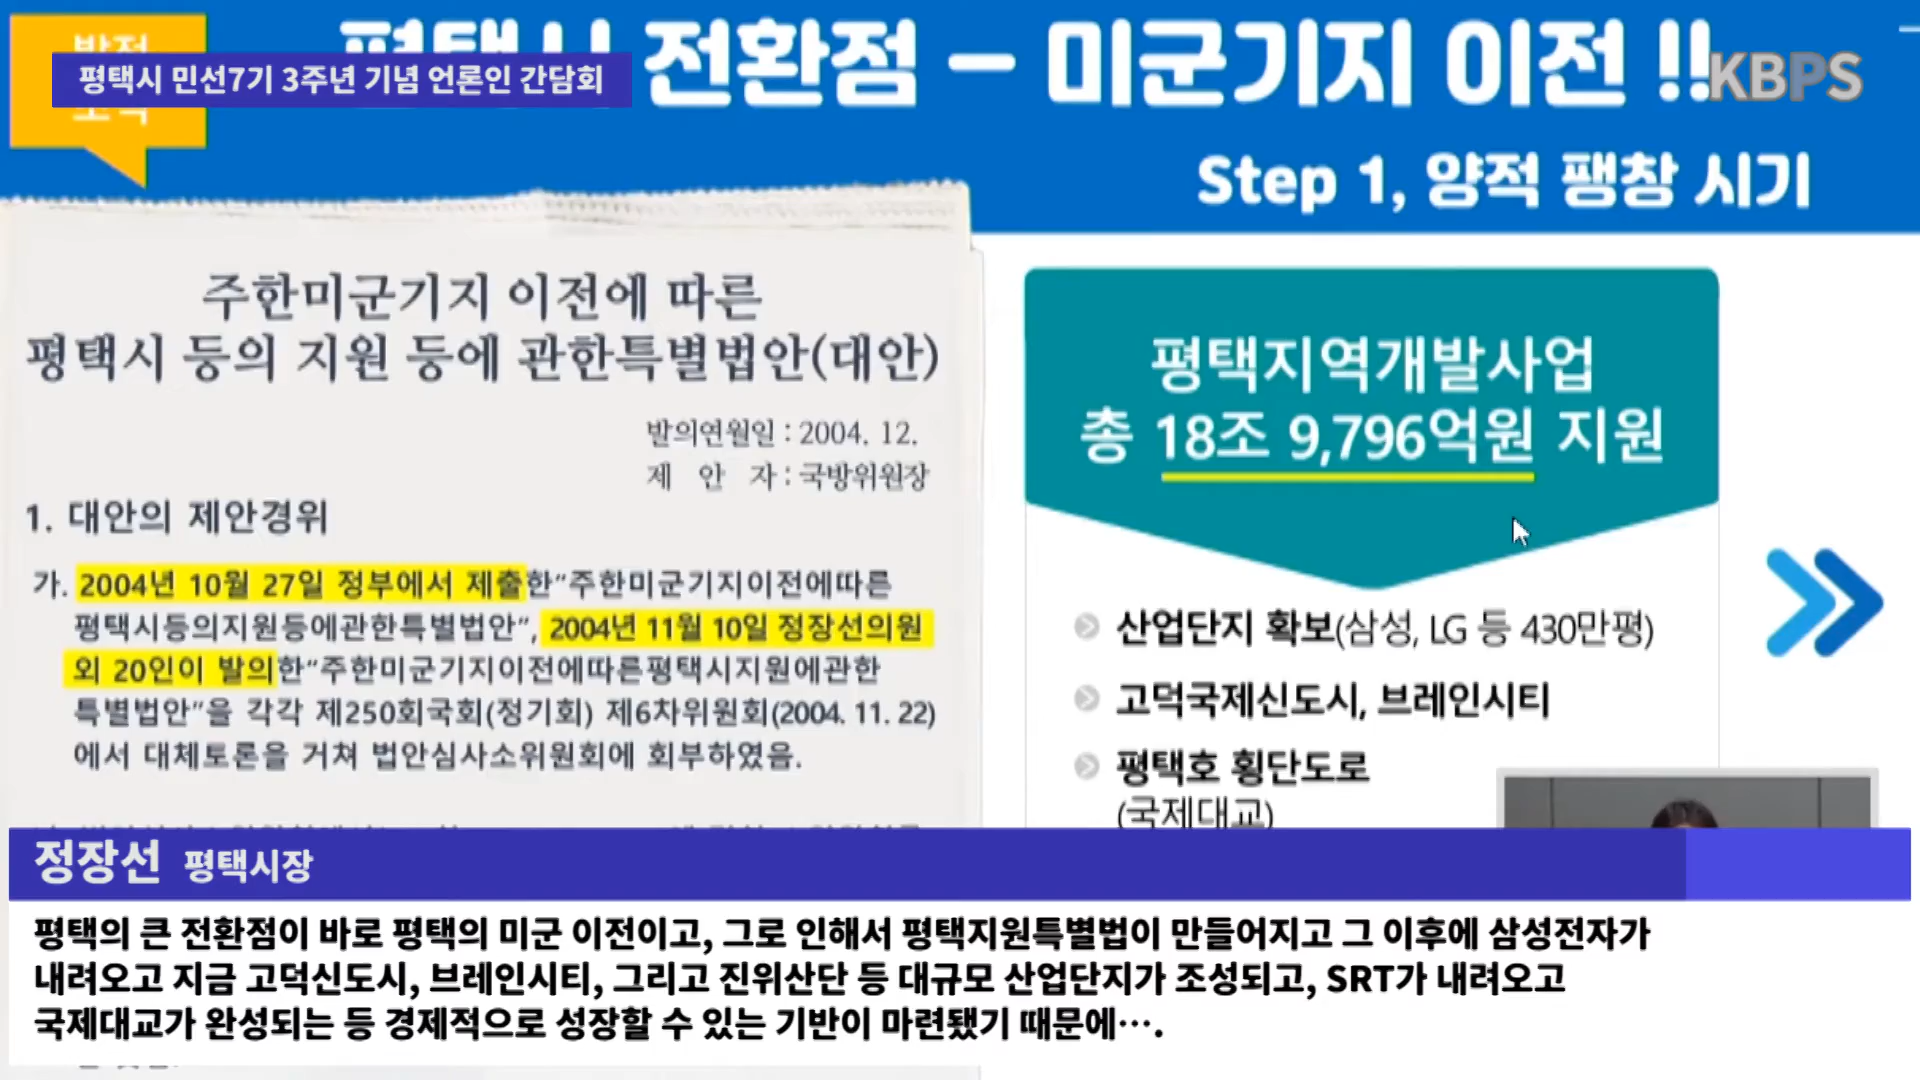 평택시 전환점 – 미군기지 이전 !!
KBPS
평택시 민선7기 3주년 기념 언론인 간담회
Step 1, 양적 팽창 시기
주한미군기지 이전에 따른
평택시 등의 지원 등에 관한특별법안(대안)
발의연월일 : 2004. 12.
제 안 자 : 국방위원장
1. 대안의 제안경위
가. 2004년 10월 27일 정부에서 제출한“주한미군기지이전에따른
평택시등의지원등에관한특별법안”, 2004년 11월 10일 정장선의원
외 20인이 발의한“주한미군기지이전에따른평택시지원에관한
특별법안”을 각각 제250회국회(정기회) 제6차위원회(2004. 11. 22)
에서 대체토론을 거쳐 법안심사소위원회에 회부하였음.
평택지역개발사업
총 18조 9,796억원 지원
산업단지 확보(삼성, LG 등 430만평)
고덕국제신도시, 브레인시티
평택호 횡단도로
(국제대교)
정장선 평택시장
평택의 큰 전환점이 바로 평택의 미군 이전이고, 그로 인해서 평택지원특별법이 만들어지고 그 이후에 삼성전자가
내려오고 지금 고덕신도시, 브레인시티, 그리고 진위산단 등 대규모 산업단지가 조성되고, SRT가 내려오고
국제대교가 완성되는 등 경제적으로 성장할 수 있는 기반이 마련됐기 때문에….